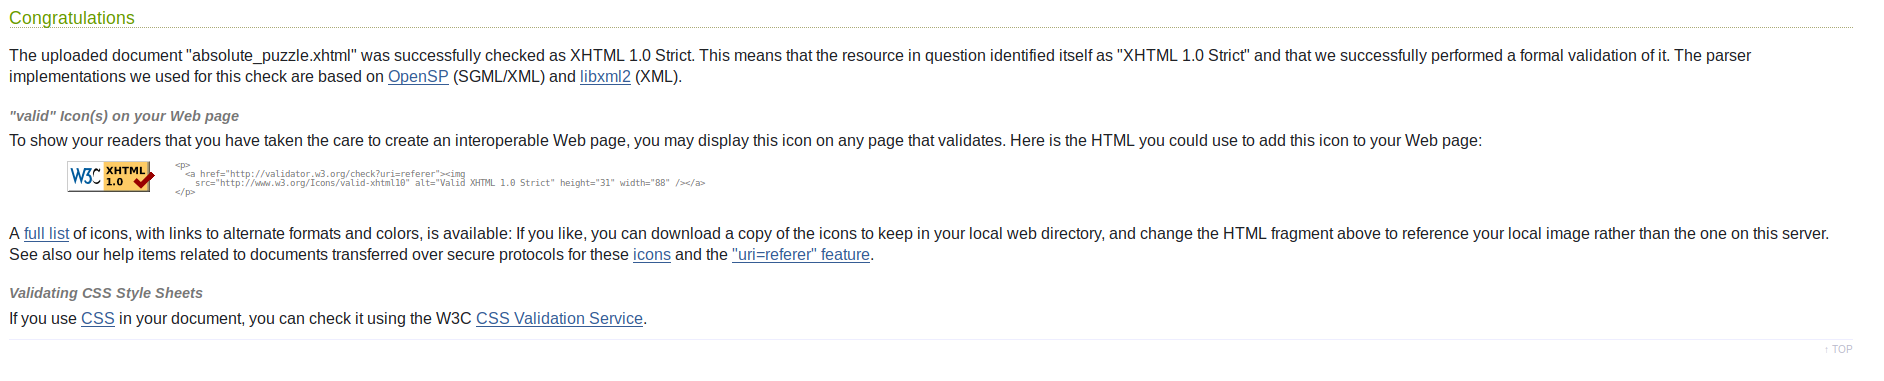 Congratulations
The uploaded document "absolute_puzzle.xhtml" was successfully checked as XHTML 1.0 Strict. This means that the resource in question identified itself as "XHTML 1.0 Strict" and that we successfully performed a formal validation of it. The parser
implementations we used for this check are based on OpenSP (SGML/XML) and libxml2 (XML).
"valid" Icon(s) on your Web page
To show your readers that you have taken the care to create an interoperable Web page, you may display this icon on any page that validates. Here is the HTML you could use to add this icon to your Web page:
W3C XHTML 1.0
<p>
<a href="http://validator.w3.org/check?uri=referer"><img
src="http://www.w3.org/Icons/valid-xhtml10" alt="Valid XHTML 1.0 Strict" height="31" width="88" /></a>
</p>
A full list of icons, with links to alternate formats and colors, is available: If you like, you can download a copy of the icons to keep in your local web directory, and change the HTML fragment above to reference your local image rather than the one on this server.
See also our help items related to documents transferred over secure protocols for these icons and the "uri=referer" feature.
Validating CSS Style Sheets
If you use CSS in your document, you can check it using the W3C CSS Validation Service.
↑ TOP